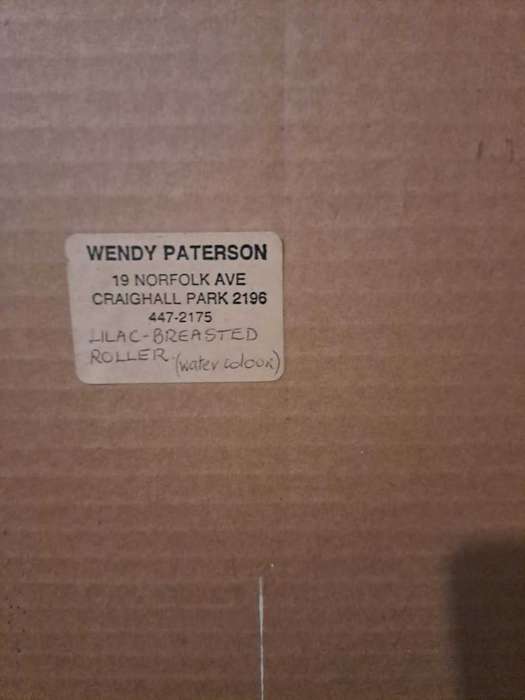 WENDY PATERSON
19 NORFOLK AVE
CRAIGHALL PARK 2196
447-2175
LILAC-BREASTED
ROLLER. (water colour)